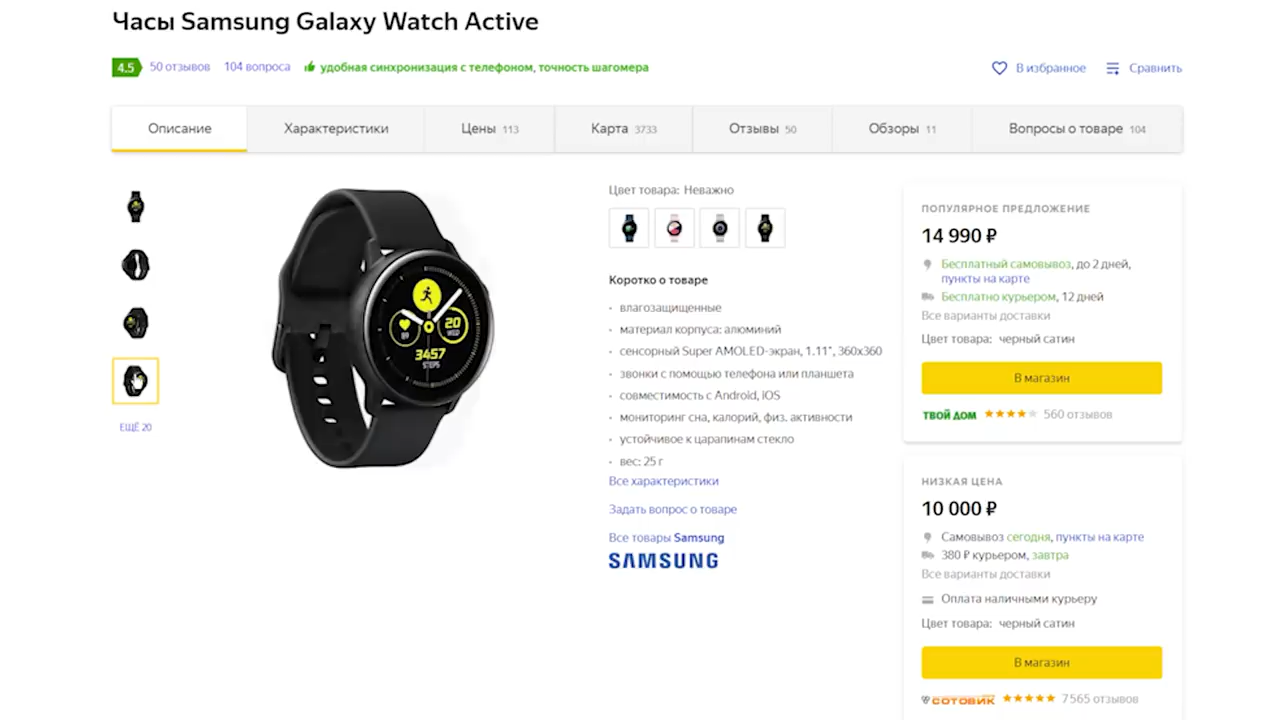 Часы Samsung Galaxy Watch Active
4.5 50 отзывов 104 вопроса удобная синхронизация с телефоном, точность шагомера
В избранное Сравнить
Описание Характеристики Цены 113 Карта 3733 Отзывы 50 Обзоры 11 Вопросы о товаре 104
ЕЩЁ 20
20
WED
89
3457
STEPS
Цвет товара: Неважно
Коротко о товаре
влагозащищенные
материал корпуса: алюминий
сенсорный Super AMOLED-экран, 1.11", 360x360
звонки с помощью телефона или планшета
совместимость с Android, iOS
мониторинг сна, калорий, физ. активности
устойчивое к царапинам стекло
вес: 25 г
Все характеристики
Задать вопрос о товаре
Все товары Samsung
SAMSUNG
ПОПУЛЯРНОЕ ПРЕДЛОЖЕНИЕ
14 990 ₽
Бесплатный самовывоз, до 2 дней,
пункты на карте
Бесплатно курьером, 12 дней
Все варианты доставки
Цвет товара: черный сатин
В магазин
ТВОЙ ДОМ 560 отзывов
НИЗКАЯ ЦЕНА
10 000 ₽
Самовывоз сегодня, пункты на карте
380 ₽ курьером, завтра
Все варианты доставки
Оплата наличными курьеру
Цвет товара: черный сатин
В магазин
СОТОВИК 7 565 отзывов